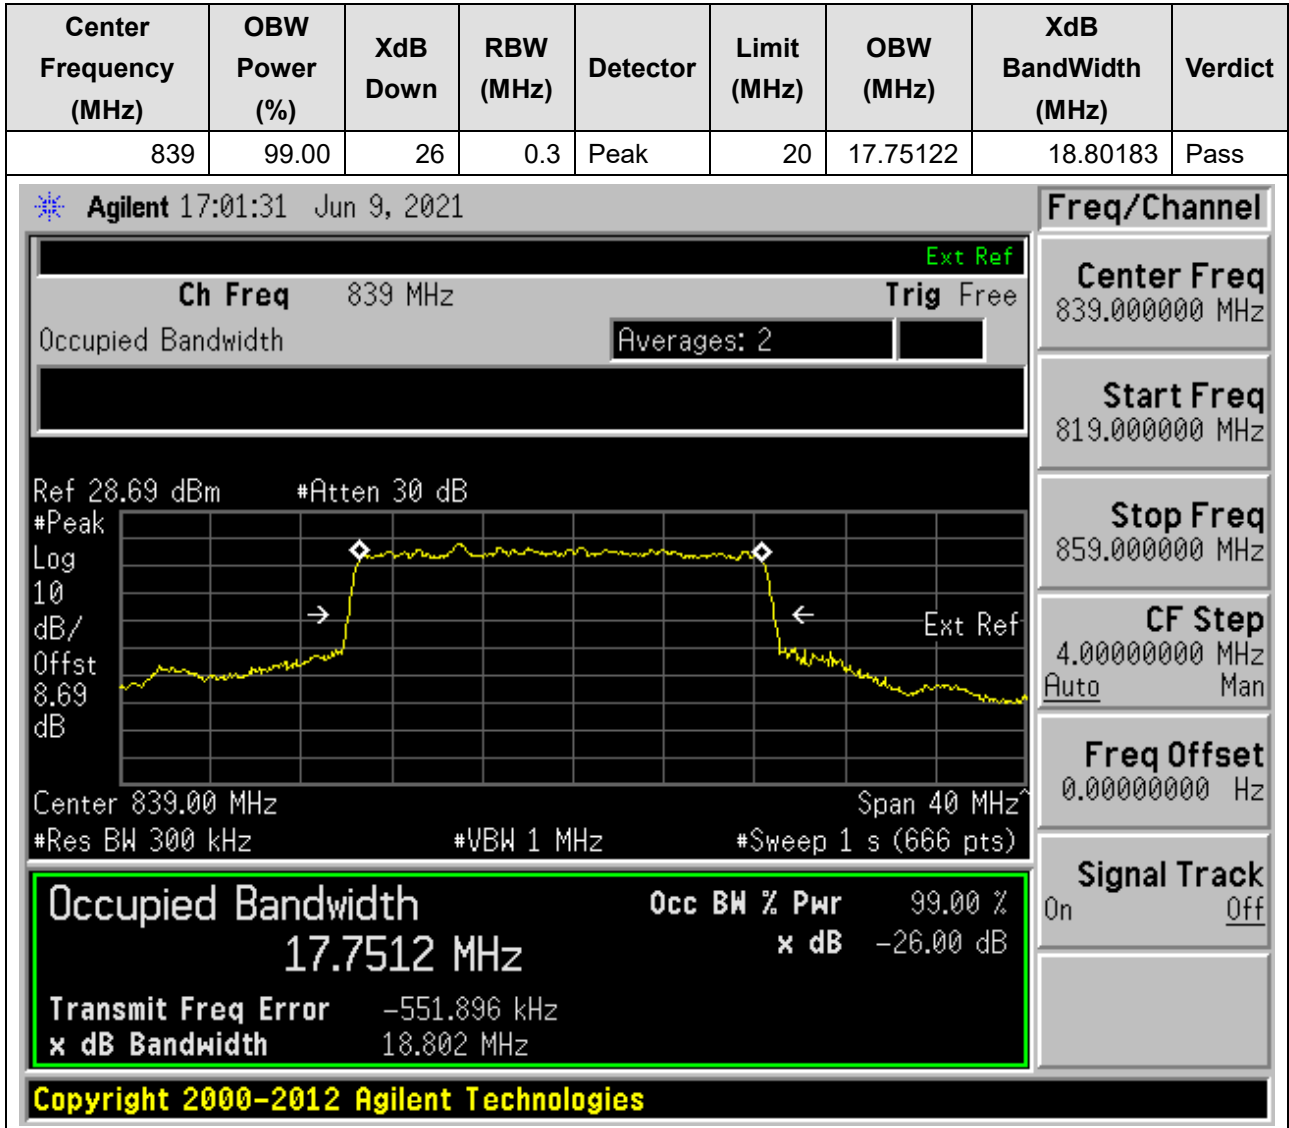 Center Frequency (MHz) OBW Power (%) XdB Down RBW (MHz) Detector Limit (MHz) OBW (MHz) XdB BandWidth (MHz) Verdict
839 99.00 26 0.3 Peak 20 17.75122 18.80183 Pass
Agilent 17:01:31 Jun 9, 2021
Freq/Channel
Ext Ref
Ch Freq 839 MHz Trig Free
Occupied Bandwidth Averages: 2
Center Freq
839.000000 MHz
Start Freq
819.000000 MHz
Stop Freq
859.000000 MHz
CF Step
4.00000000 MHz
Auto Man
Freq Offset
0.00000000 Hz
Signal Track
On Off
Ref 28.69 dBm #Atten 30 dB
#Peak
Log
10
dB/
Offst
8.69
dB
Ext Ref
Center 839.00 MHz Span 40 MHz^
#Res BW 300 kHz #VBW 1 MHz #Sweep 1 s (666 pts)
Occupied Bandwidth
17.7512 MHz
Occ BW % Pwr 99.00 %
x dB -26.00 dB
Transmit Freq Error -551.896 kHz
x dB Bandwidth 18.802 MHz
Copyright 2000-2012 Agilent Technologies